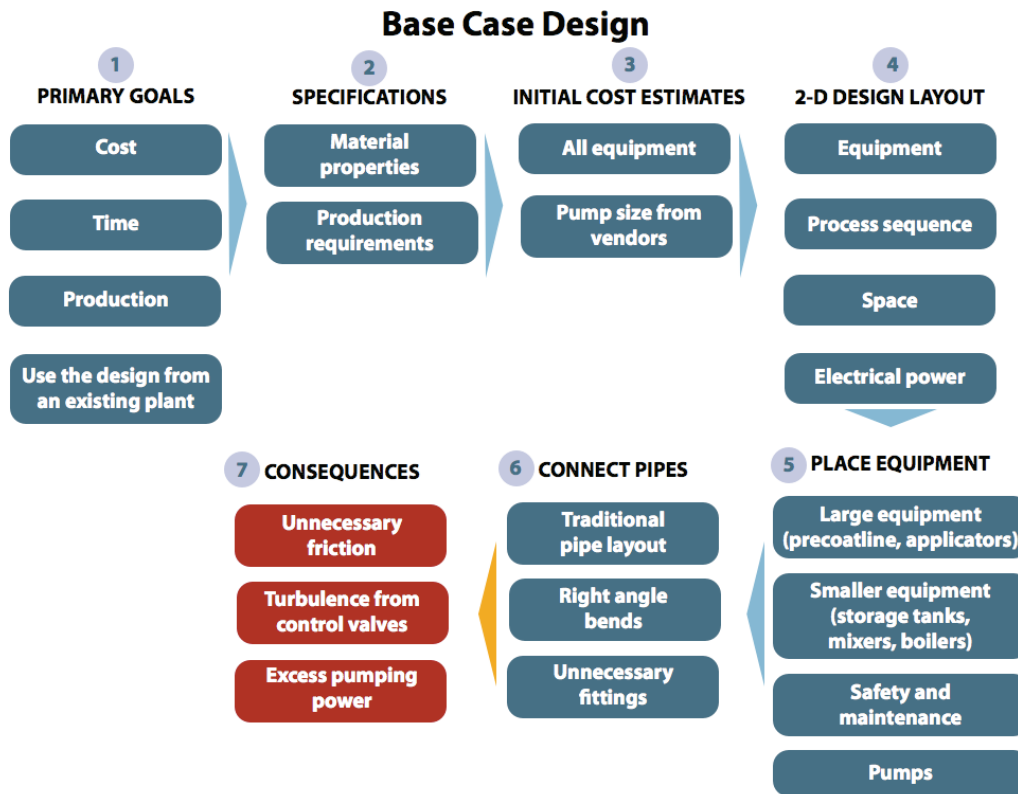 Base Case Design
1
PRIMARY GOALS
Cost
Time
Production
Use the design from
an existing plant
2
SPECIFICATIONS
Material
properties
Production
requirements
3
INITIAL COST ESTIMATES
All equipment
Pump size from
vendors
4
2-D DESIGN LAYOUT
Equipment
Process sequence
Space
Electrical power
5 PLACE EQUIPMENT
Large equipment
(precoatline, applicators)
Smaller equipment
(storage tanks,
mixers, boilers)
Safety and
maintenance
Pumps
6 CONNECT PIPES
Traditional
pipe layout
Right angle
bends
Unnecessary
fittings
7 CONSEQUENCES
Unnecessary
friction
Turbulence from
control valves
Excess pumping
power